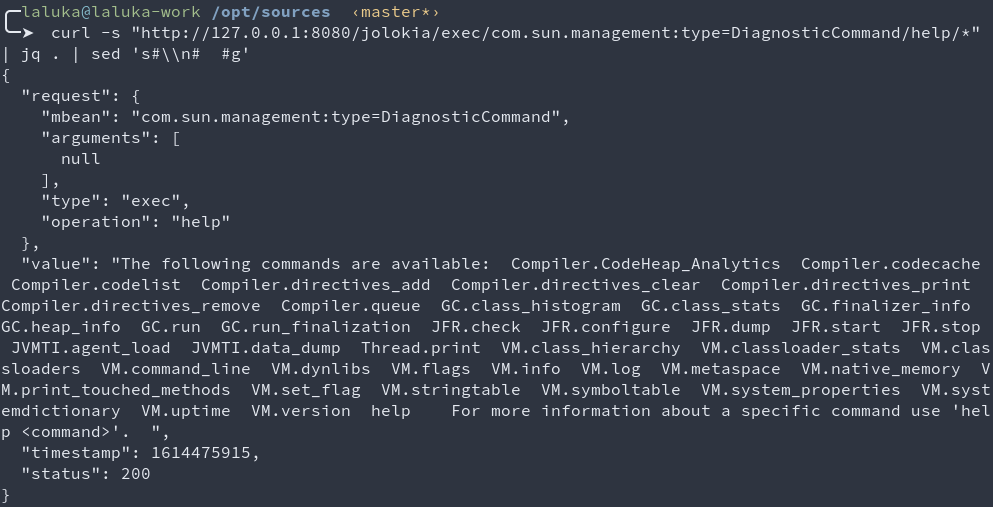 laluka@laluka-work /opt/sources  ‹master*›
➤  curl -s "http://127.0.0.1:8080/jolokia/exec/com.sun.management:type=DiagnosticCommand/help/*"
| jq . | sed 's#\\n#  #g'
{
  "request": {
    "mbean": "com.sun.management:type=DiagnosticCommand",
    "arguments": [
      null
    ],
    "type": "exec",
    "operation": "help"
  },
  "value": "The following commands are available:  Compiler.CodeHeap_Analytics  Compiler.codecache
 Compiler.codelist  Compiler.directives_add  Compiler.directives_clear  Compiler.directives_print
Compiler.directives_remove  Compiler.queue  GC.class_histogram  GC.class_stats  GC.finalizer_info
GC.heap_info  GC.run  GC.run_finalization  JFR.check  JFR.configure  JFR.dump  JFR.start  JFR.stop
 JVMTI.agent_load  JVMTI.data_dump  Thread.print  VM.class_hierarchy  VM.classloader_stats  VM.clas
sloaders  VM.command_line  VM.dynlibs  VM.flags  VM.info  VM.log  VM.metaspace  VM.native_memory  V
M.print_touched_methods  VM.set_flag  VM.stringtable  VM.symboltable  VM.system_properties  VM.syst
emdictionary  VM.uptime  VM.version  help    For more information about a specific command use 'hel
p <command>'.  ",
  "timestamp": 1614475915,
  "status": 200
}